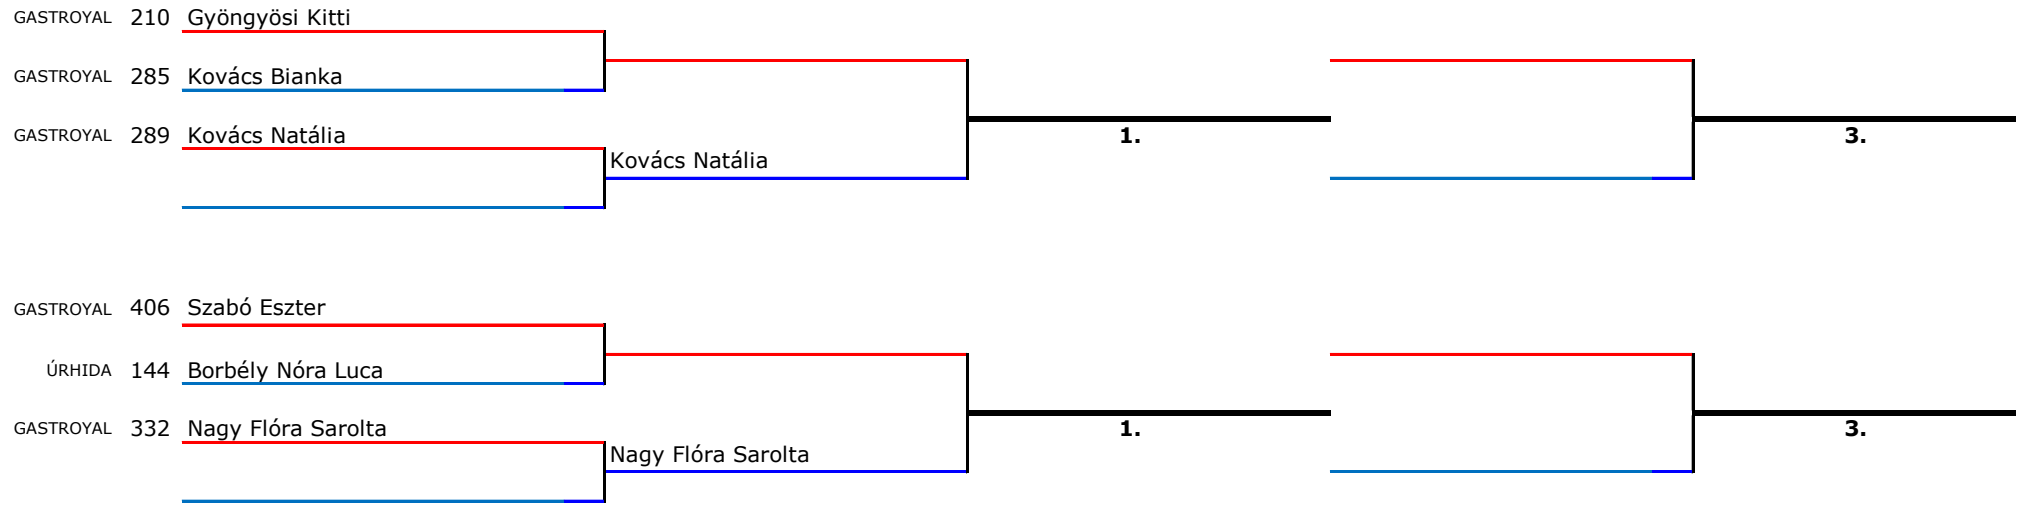 GASTROYAL 210 Gyöngyösi Kitti
GASTROYAL 285 Kovács Bianka
GASTROYAL 289 Kovács Natália
1.
3.
Kovács Natália
GASTROYAL 406 Szabó Eszter
ÚRHIDA 144 Borbély Nóra Luca
GASTROYAL 332 Nagy Flóra Sarolta
1.
3.
Nagy Flóra Sarolta